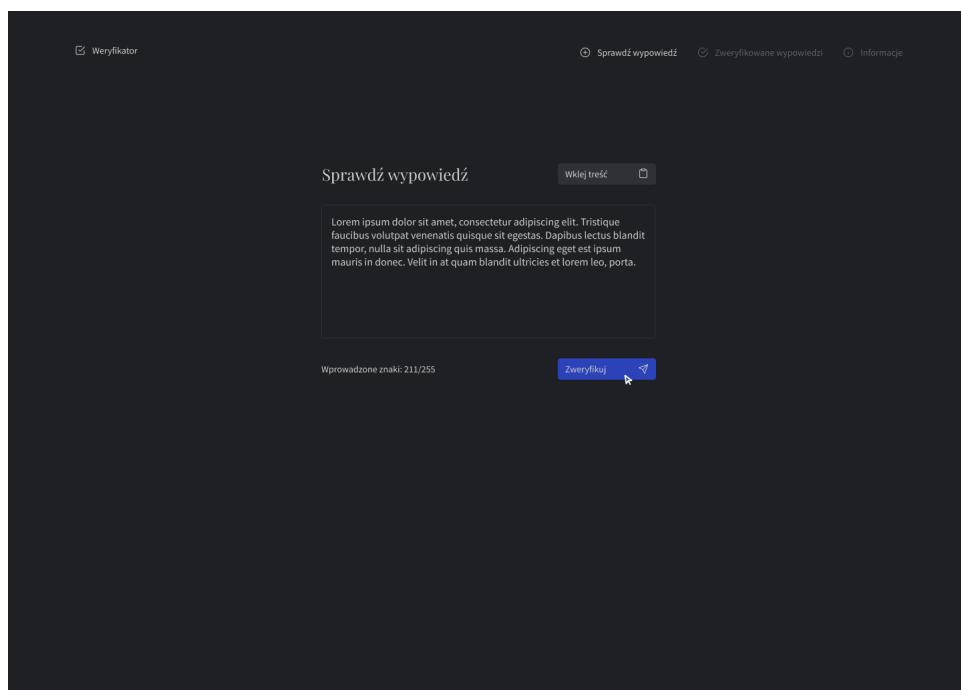 Weryfikator
Sprawdź wypowiedź
Zweryfikowane wypowiedzi
Informacje
Sprawdź wypowiedź
Wklej treść
Lorem ipsum dolor sit amet, consectetur adipiscing elit. Tristique
faucibus volutpat venenatis quisque sit egestas. Dapibus lectus blandit
tempor, nulla sit adipiscing quis massa. Adipiscing eget est ipsum
mauris in donec. Velit in at quam blandit ultricies et lorem leo, porta.
Wprowadzone znaki: 211/255
Zweryfikuj